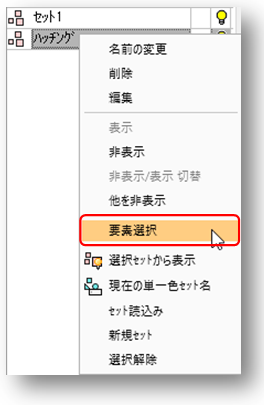 ｾｯﾄ1
ﾊｯﾁﾝｸﾞ
名前の変更
削除
編集
表示
非表示
非表示/表示 切替
他を非表示
要素選択
選択ｾｯﾄから表示
現在の単一色ｾｯﾄ名
ｾｯﾄ読込み
新規ｾｯﾄ
選択解除